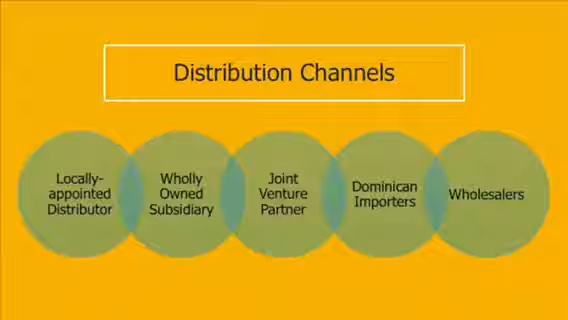 Distribution Channels
Locally-
appointed
Distributor
Wholly
Owned
Subsidiary
Joint
Venture
Partner
Dominican
Importers
Wholesalers